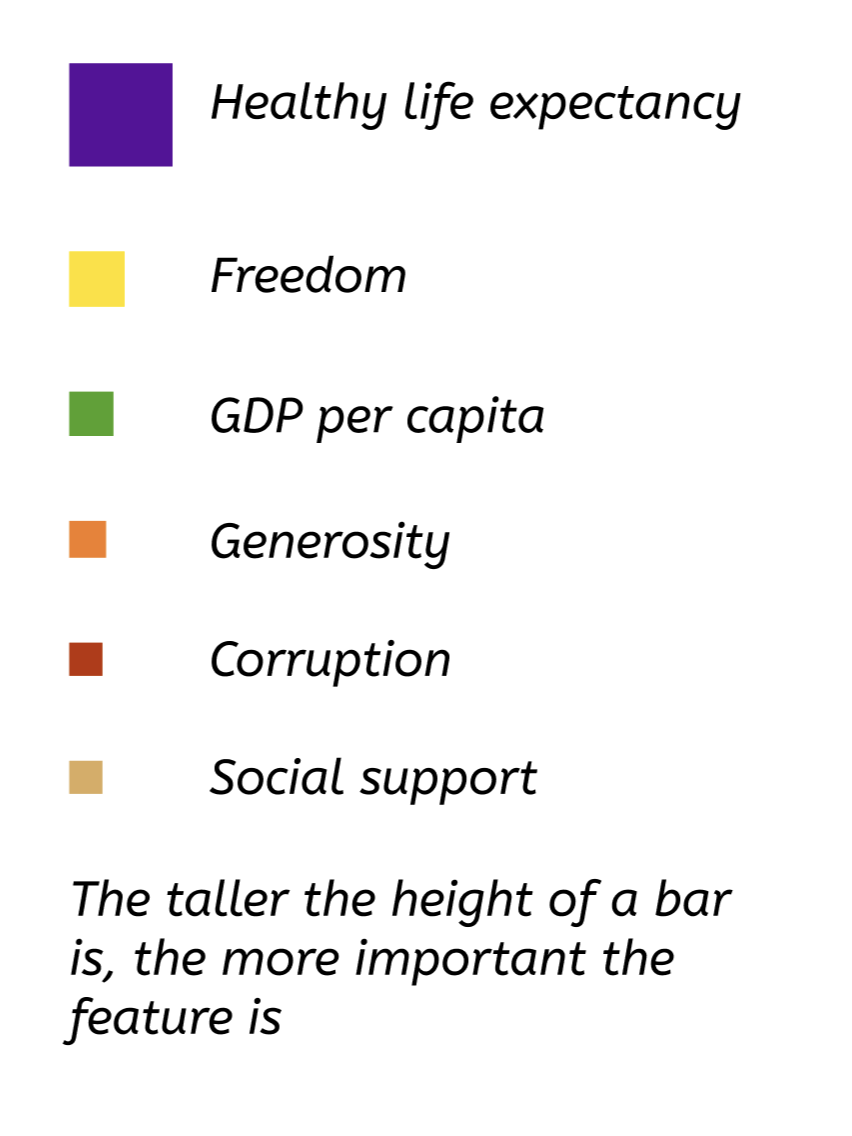 Healthy life expectancy
Freedom
GDP per capita
Generosity
Corruption
Social support
The taller the height of a bar
is, the more important the
feature is